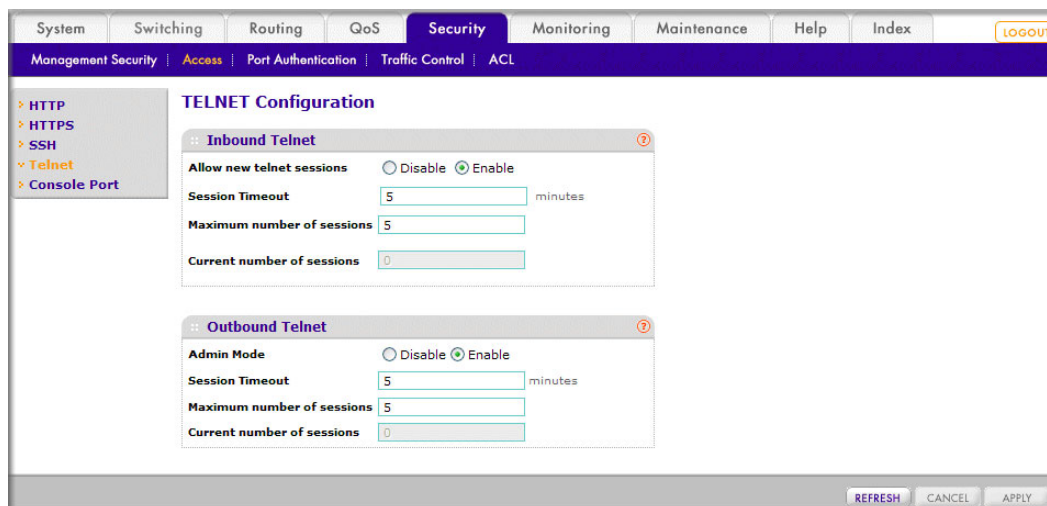 System Switching Routing QoS Security Monitoring Maintenance Help Index LOGOUT
Management Security | Access | Port Authentication | Traffic Control | ACL
HTTP
HTTPS
SSH
Telnet
Console Port
TELNET Configuration
Inbound Telnet ?
Allow new telnet sessions Disable Enable
Session Timeout 5 minutes
Maximum number of sessions 5
Current number of sessions 0
Outbound Telnet ?
Admin Mode Disable Enable
Session Timeout 5 minutes
Maximum number of sessions 5
Current number of sessions 0
REFRESH CANCEL APPLY